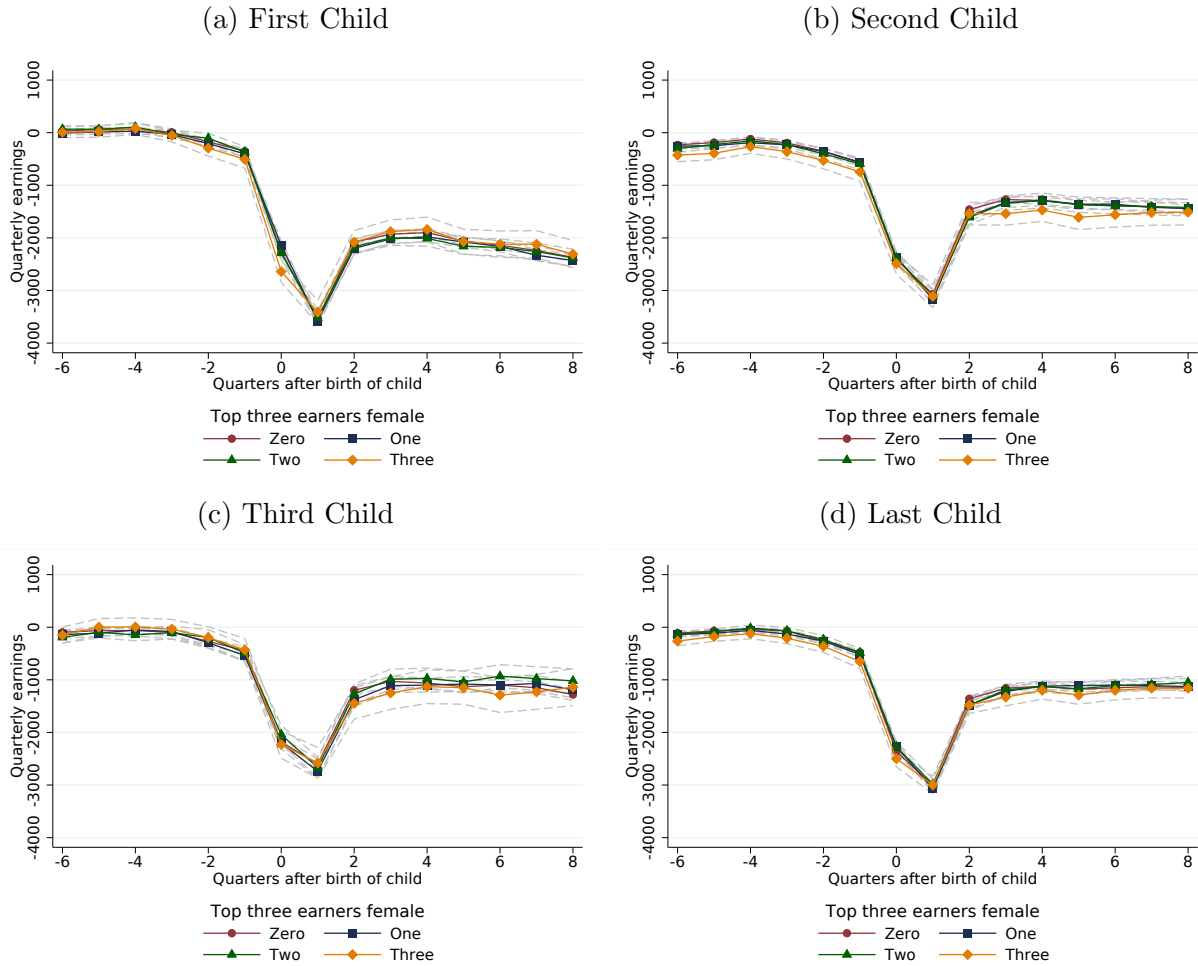 (a) First Child
1000
0
-1000
-2000
-3000
-4000
Quarterly earnings
-6 -4 -2 0 2 4 6 8
Quarters after birth of child
Top three earners female
Zero One
Two Three
(b) Second Child
1000
0
-1000
-2000
-3000
-4000
Quarterly earnings
-6 -4 -2 0 2 4 6 8
Quarters after birth of child
Top three earners female
Zero One
Two Three
(c) Third Child
1000
0
-1000
-2000
-3000
-4000
Quarterly earnings
-6 -4 -2 0 2 4 6 8
Quarters after birth of child
Top three earners female
Zero One
Two Three
(d) Last Child
1000
0
-1000
-2000
-3000
-4000
Quarterly earnings
-6 -4 -2 0 2 4 6 8
Quarters after birth of child
Top three earners female
Zero One
Two Three